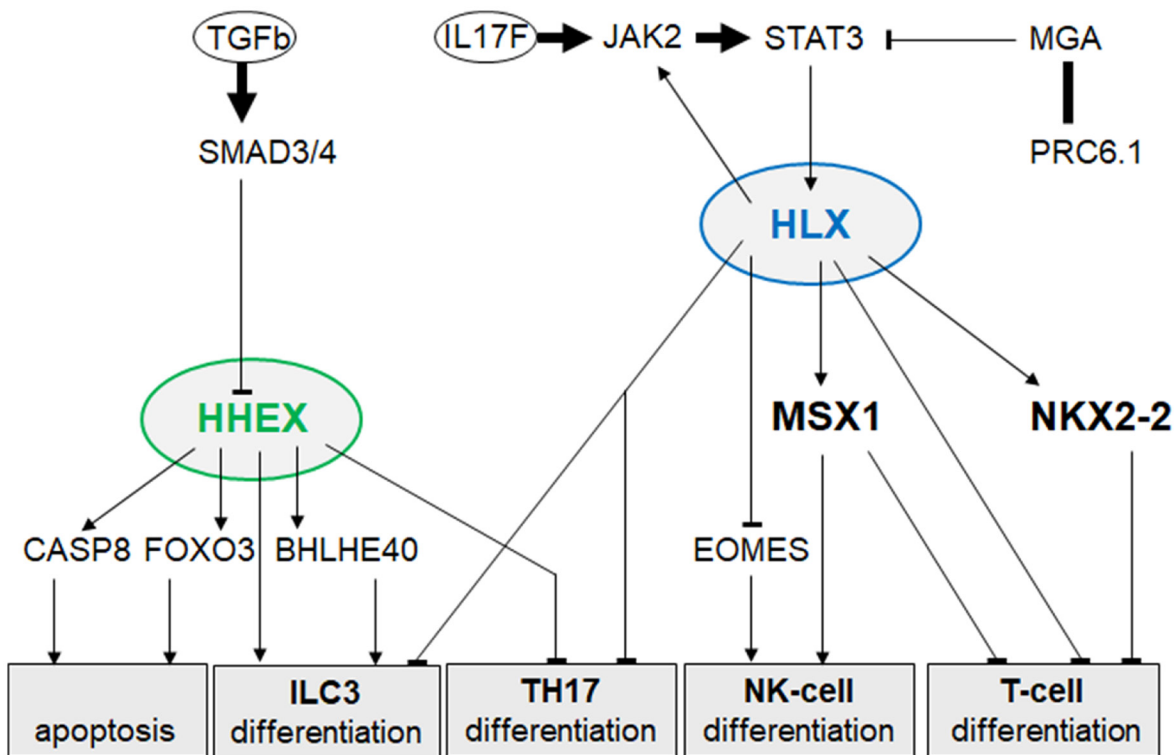 TGFb
IL17F
JAK2
STAT3
MGA
SMAD3/4
PRC6.1
HLX
HHEX
MSX1
NKX2-2
CASP8
FOXO3
BHLHE40
EOMES
apoptosis
ILC3
differentiation
TH17
differentiation
NK-cell
differentiation
T-cell
differentiation